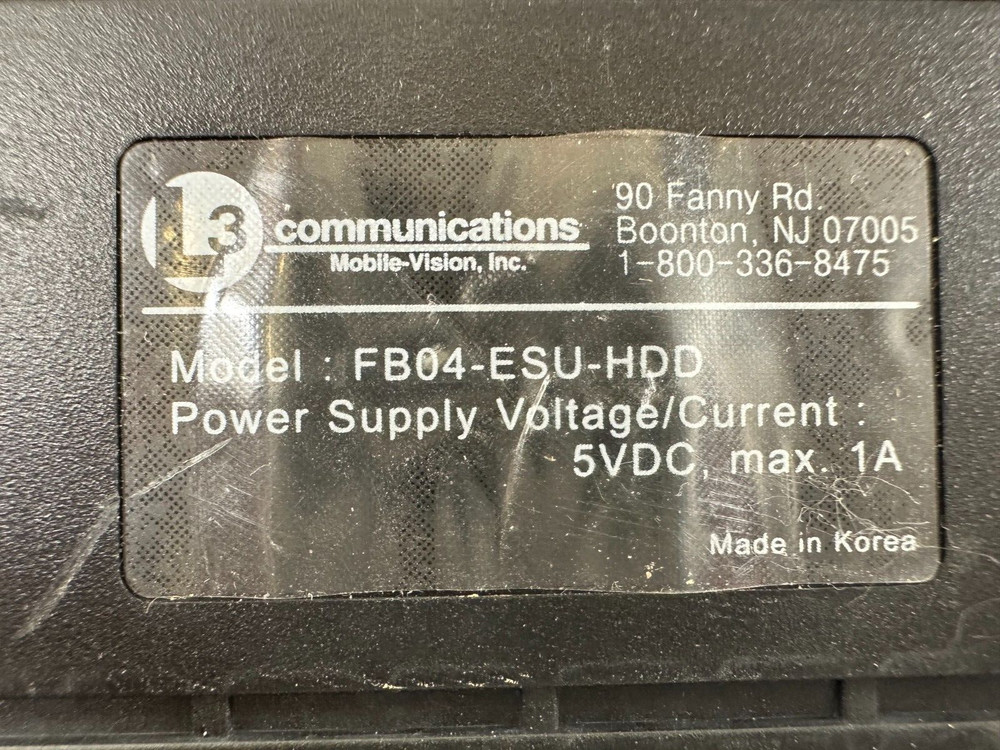 L3 communications
Mobile-Vision, Inc.
90 Fanny Rd.
Boonton, NJ 07005
1-800-336-8475
Model : FB04-ESU-HDD
Power Supply Voltage/Current :
5VDC, max. 1A
Made in Korea